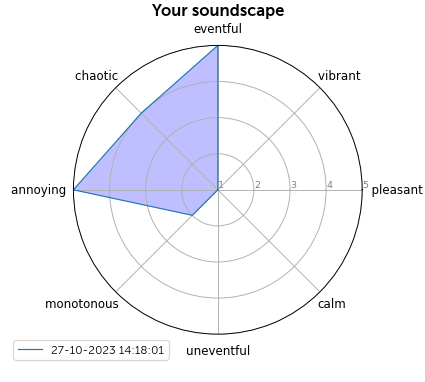 Your soundscape
eventful
chaotic
vibrant
annoying
1 2 3 4 5
pleasant
monotonous
calm
uneventful
27-10-2023 14:18:01